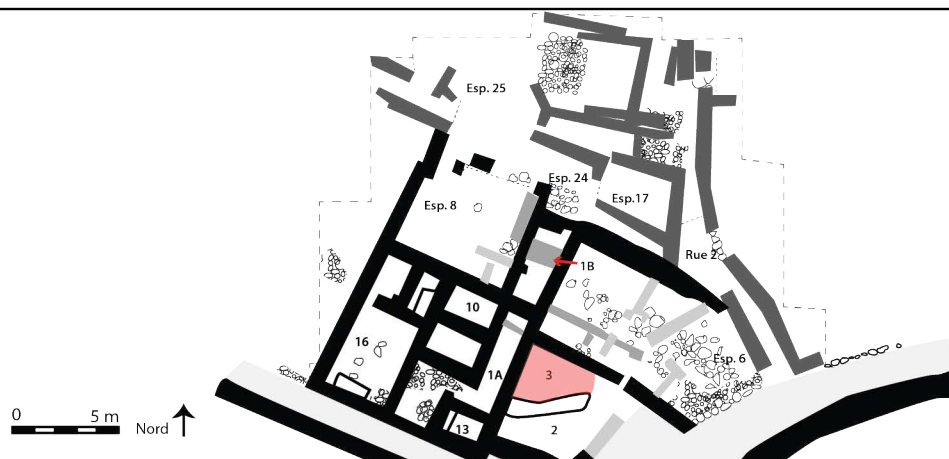 Esp. 25
Esp. 24
Esp.17
Esp. 8
Rue 2
1B
10
Esp. 6
16
1A
3
13
2
0 5 m
Nord